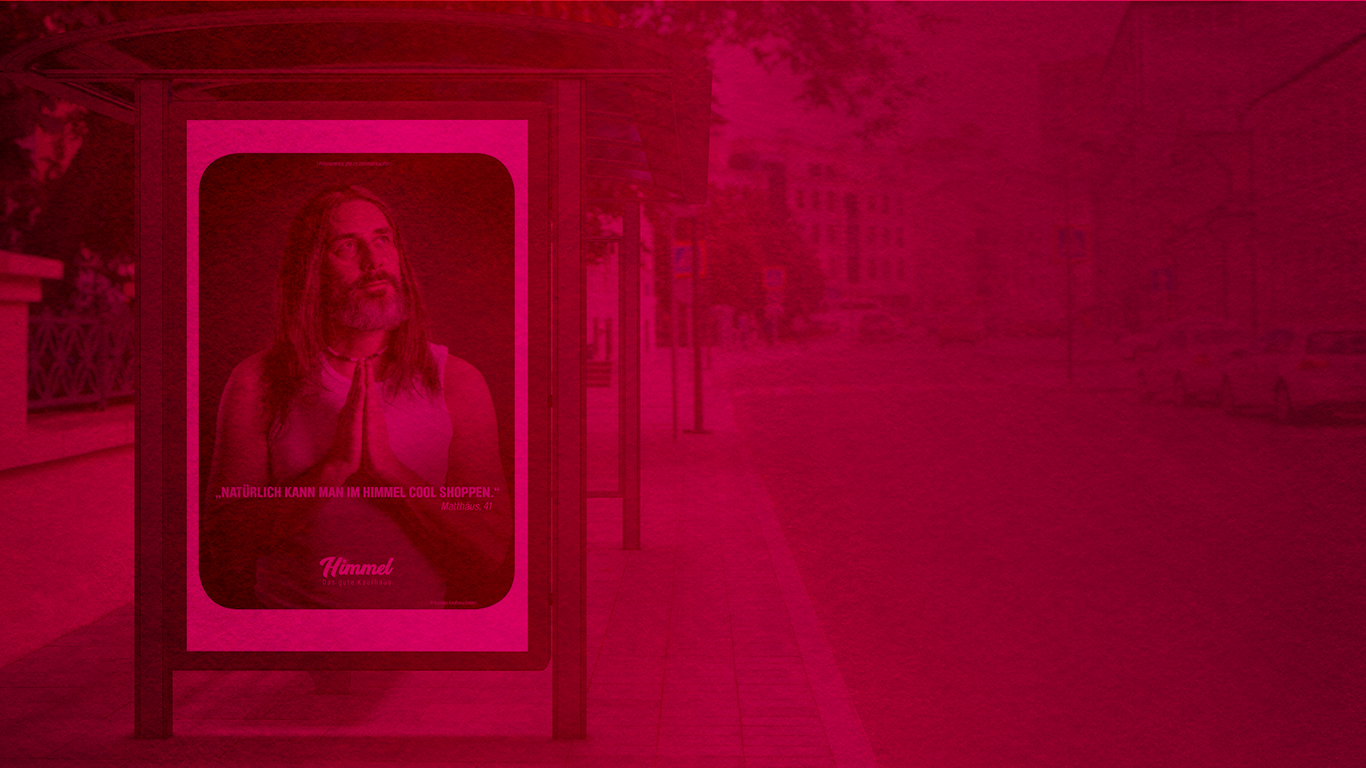 „NATÜRLICH KANN MAN IM HIMMEL COOL SHOPPEN.“
Matthäus, 41
Himmel
Das gute Kaufhaus.